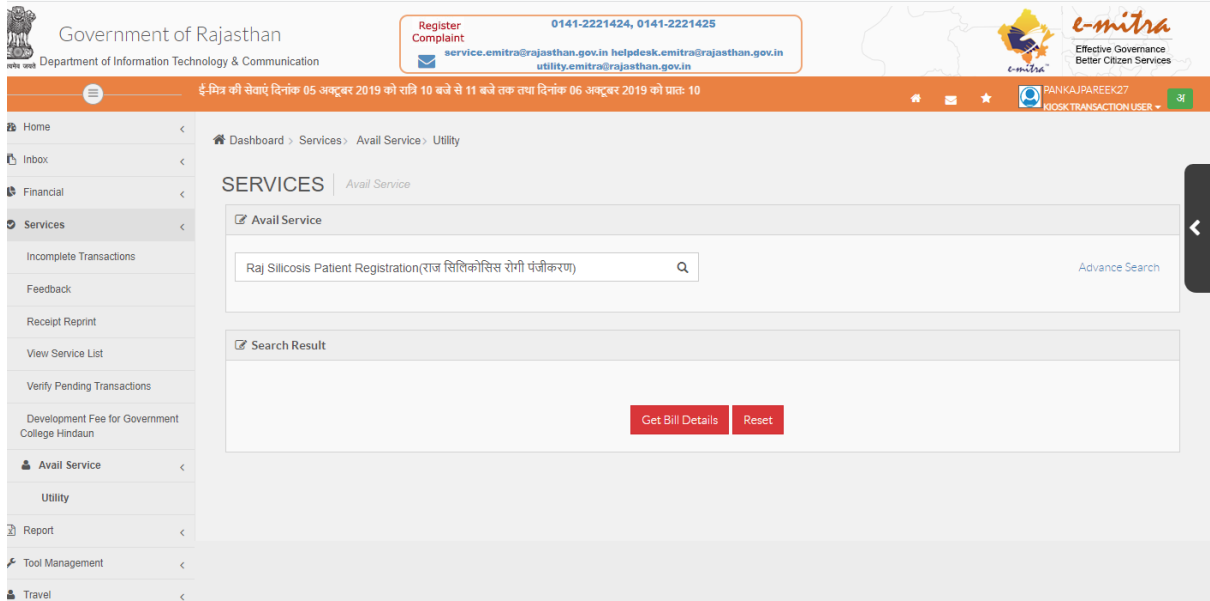 Government of Rajasthan
Department of Information Technology & Communication
Register Complaint
0141-2221424, 0141-2221425
service.emitra@rajasthan.gov.in helpdesk.emitra@rajasthan.gov.in
utility.emitra@rajasthan.gov.in
e-mitra
e-mitra
Effective Governance
Better Citizen Services
ई-मित्र की सेवाएं दिनांक 05 अक्टूबर 2019 को रात्रि 10 बजे से 11 बजे तक तथा दिनांक 06 अक्टूबर 2019 को प्रातः 10
PANKAJPAREEK27
KIOSK TRANSACTION USER
अ
Home
Inbox
Financial
Services
Incomplete Transactions
Feedback
Receipt Reprint
View Service List
Verify Pending Transactions
Development Fee for Government
College Hindaun
Avail Service
Utility
Report
Tool Management
Travel
Dashboard > Services > Avail Service > Utility
SERVICES
Avail Service
Avail Service
Raj Silicosis Patient Registration(राज सिलिकोसिस रोगी पंजीकरण)
Advance Search
Search Result
Get Bill Details
Reset